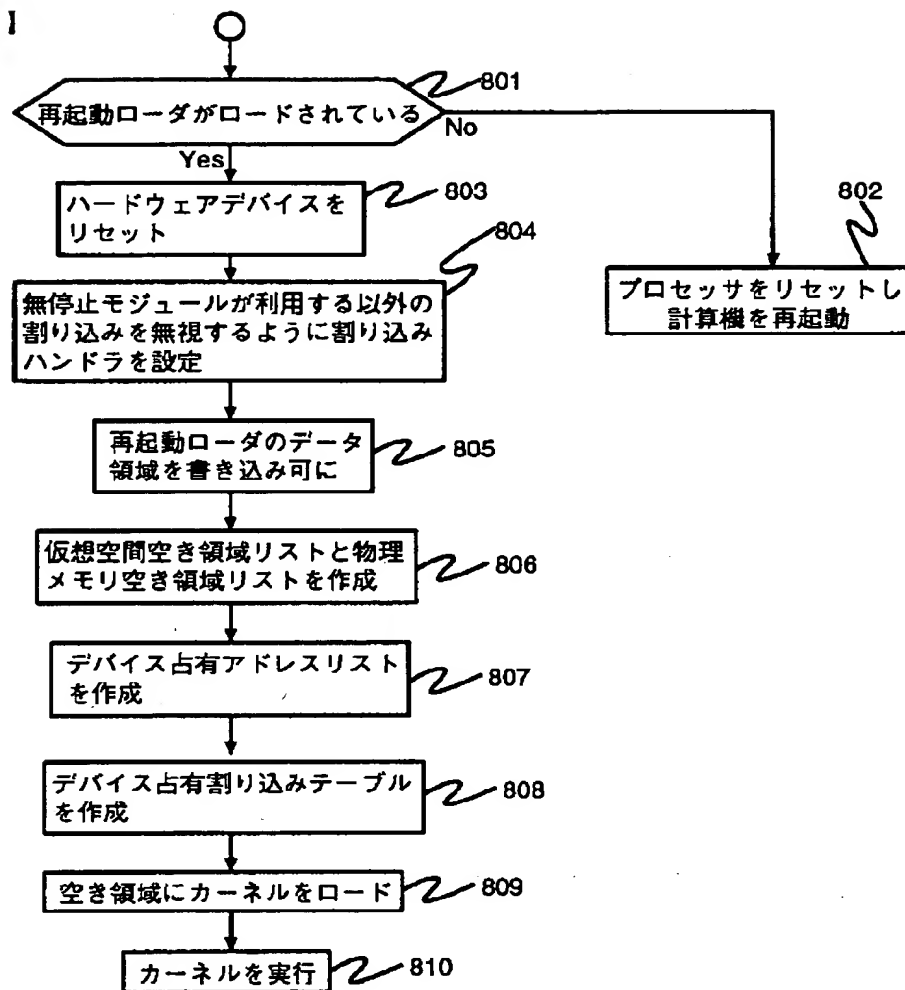 801
再起動ローダがロードされている
No
Yes
803
ハードウェアデバイスを
リセット
802
プロセッサをリセットし
計算機を再起動
804
無停止モジュールが利用する以外の
割り込みを無視するように割り込み
ハンドラを設定
再起動ローダのデータ
領域を書き込み可に
805
仮想空間空き領域リストと物理
メモリ空き領域リストを作成
806
デバイス占有アドレスリスト
を作成
807
デバイス占有割り込みテーブル
を作成
808
空き領域にカーネルをロード
809
カーネルを実行
810